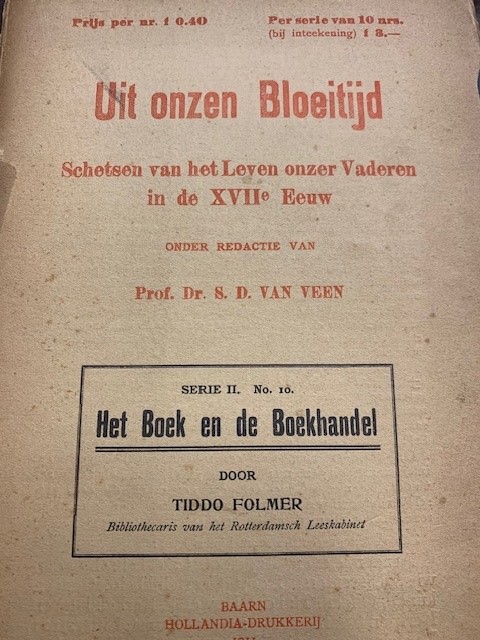 Prijs per nr. f 0.40
Per serie van 10 nrs.
(bij inteekening) f 3.—
Uit onzen Bloeitijd
Schetsen van het Leven onzer Vaderen
in de XVIIe Eeuw
ONDER REDACTIE VAN
Prof. Dr. S. D. VAN VEEN
SERIE II. No. 10.
Het Boek en de Boekhandel
DOOR
TIDDO FOLMER
Bibliothecaris van het Rotterdamsch Leeskabinet
BAARN
HOLLANDIA-DRUKKERIJ